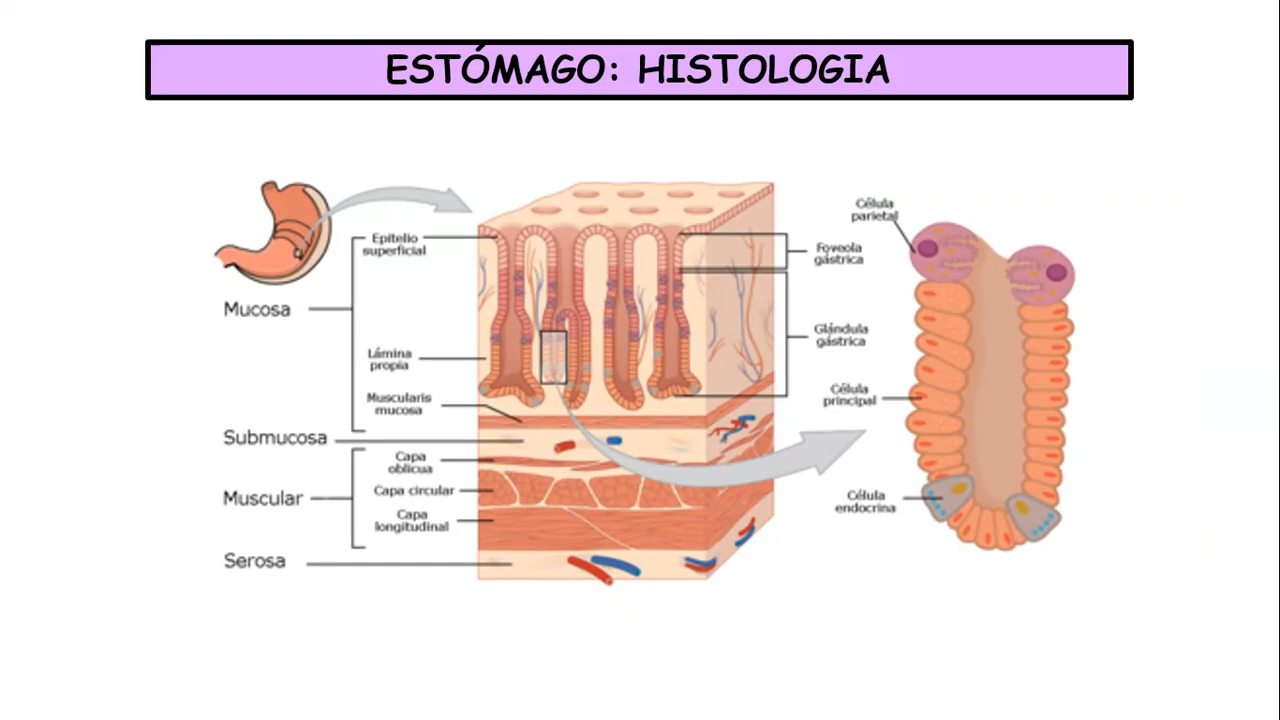 ESTÓMAGO: HISTOLOGIA
Epitelio
superficial
Mucosa
Lámina
propia
Muscularis
mucosa
Submucosa
Capa
oblicua
Muscular
Capa circular
Capa
longitudinal
Serosa
Foveola
gástrica
Glándula
gástrica
Célula
parietal
Célula
principal
Célula
endocrina